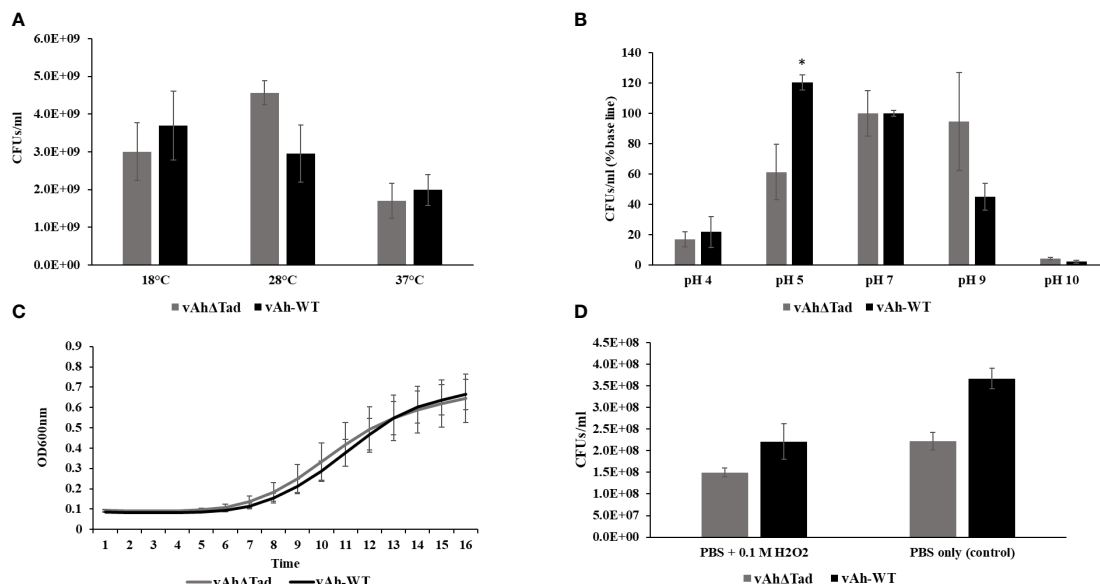 A
6.0E+09
5.0E+09
4.0E+09
3.0E+09
2.0E+09
1.0E+09
0.0E+00
CFUs/ml
18°C 28°C 37°C
vAhΔTad vAh-WT
B
140
120
100
80
60
40
20
0
CFUs/ml (% base line)
*
pH 4 pH 5 pH 7 pH 9 pH 10
vAhΔTad vAh-WT
C
0.9
0.8
0.7
0.6
0.5
0.4
0.3
0.2
0.1
0
OD600nm
1 2 3 4 5 6 7 8 9 10 11 12 13 14 15 16
Time
vAhΔTad vAh-WT
D
4.5E+08
4.0E+08
3.5E+08
3.0E+08
2.5E+08
2.0E+08
1.5E+08
1.0E+08
5.0E+07
0.0E+00
CFUs/ml
PBS + 0.1 M H2O2 PBS only (control)
vAhΔTad vAh-WT